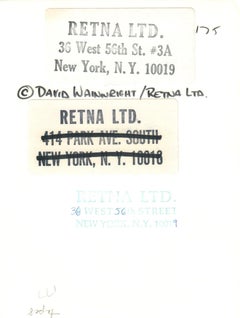 RETNA LTD.
36 West 56th St. #3A
New York, N.Y. 10019
175
© DAVID WAINWRIGHT/RETNA LTD.
RETNA LTD.
414 PARK AVE. SOUTH
NEW YORK, N.Y. 10016
RETNA LTD.
36 WEST 56 STREET
NEW YORK, N.Y. 10019